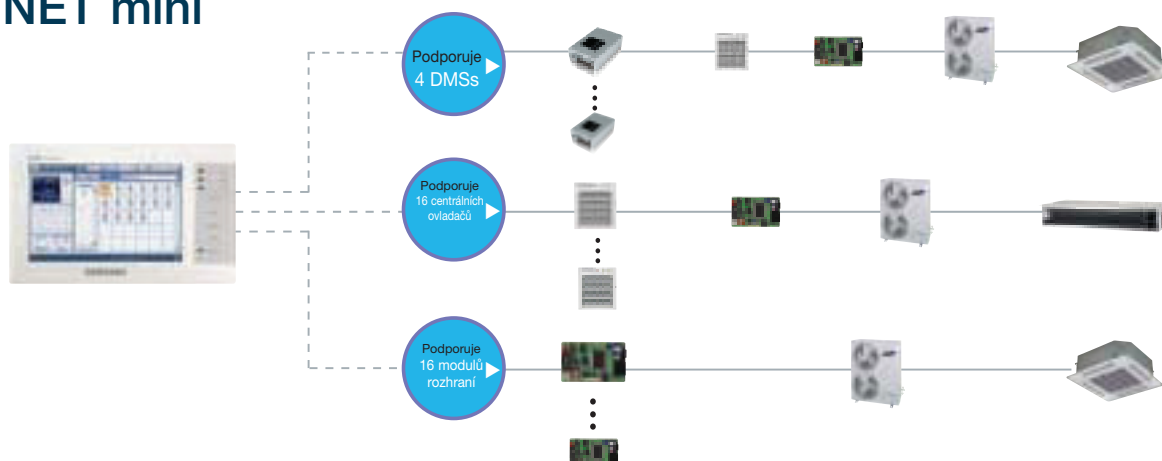 NET mini
Podporuje
4 DMSs
Podporuje
16 centrálních
ovladačů
Podporuje
16 modulů
rozhraní